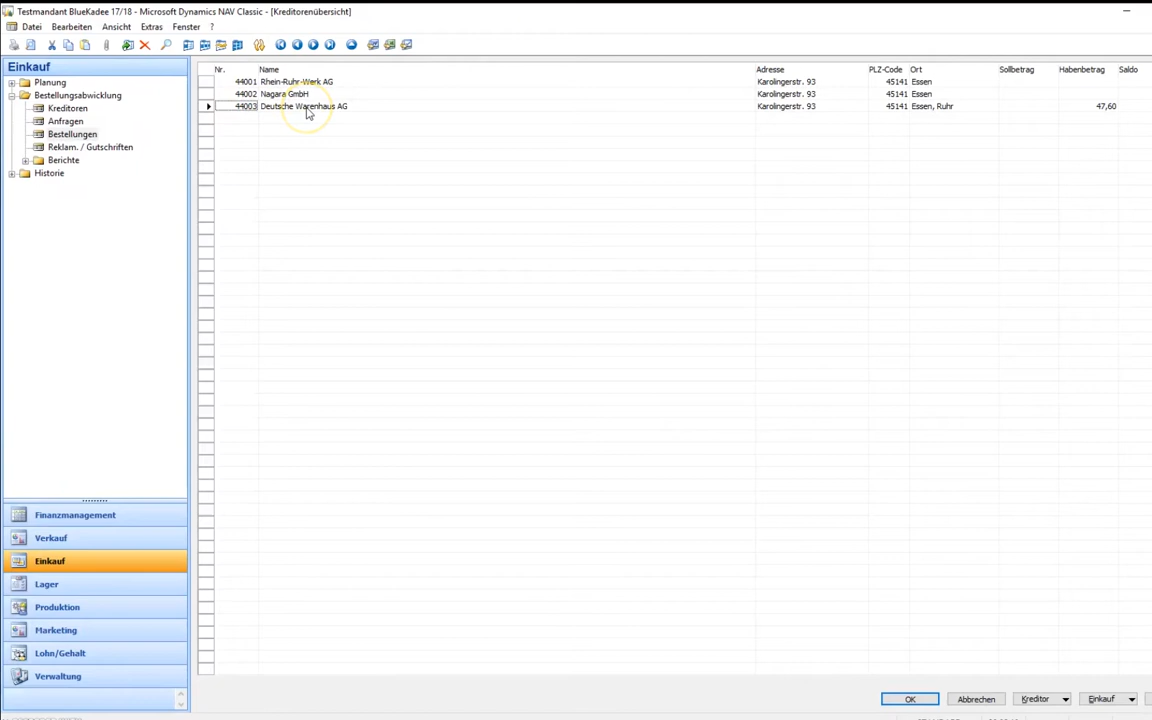 Testmandant BlueKadee 17/18 - Microsoft Dynamics NAV Classic - [Kreditorenübersicht]
Datei Bearbeiten Ansicht Extras Fenster ?
Einkauf
Planung
Bestellungsabwicklung
Kreditoren
Anfragen
Bestellungen
Reklam. / Gutschriften
Berichte
Historie
Nr. Name Adresse PLZ-Code Ort Sollbetrag Habenbetrag Saldo
44001 Rhein-Ruhr-Werk AG Karolingerstr. 93 45141 Essen
44002 Nagara GmbH Karolingerstr. 93 45141 Essen
44003 Deutsche Warenhaus AG Karolingerstr. 93 45141 Essen, Ruhr 47,60
Finanzmanagement
Verkauf
Einkauf
Lager
Produktion
Marketing
Lohn/Gehalt
Verwaltung
OK Abbrechen Kreditor Einkauf